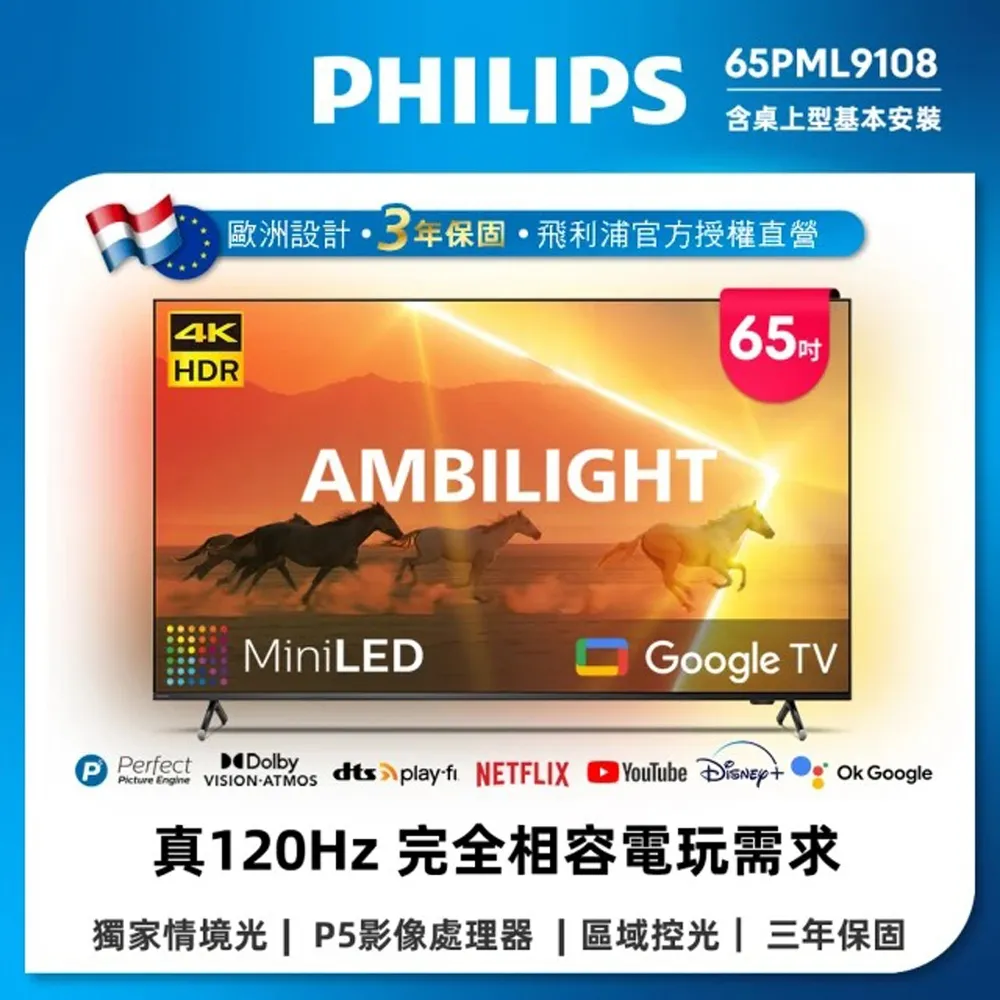 PHILIPS
65PML9108
含桌上型基本安裝
歐洲設計・3年保固・飛利浦官方授權直營
4K
HDR
65吋
AMBILIGHT
MiniLED
Google TV
Perfect
Picture Engine
Dolby
VISION·ATMOS
dts play-fi
NETFLIX
YouTube
Disney+
Ok Google
真120Hz 完全相容電玩需求
獨家情境光 | P5影像處理器 | 區域控光 | 三年保固